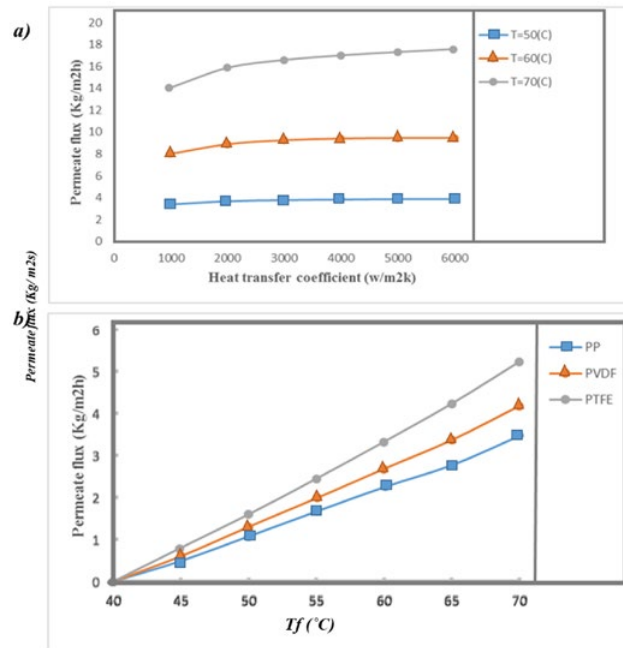 a)
Permeate flux (Kg/m2h)
20
18
16
14
12
10
8
6
4
2
0
0 1000 2000 3000 4000 5000 6000
Heat transfer coefficient (w/m2k)
T=50(C)
T=60(C)
T=70(C)
Permeate flux (Kg/ m2s)
b)
Permeate flux (Kg/m2h)
6
5
4
3
2
1
0
40 45 50 55 60 65 70
Tf (˚C)
PP
PVDF
PTFE